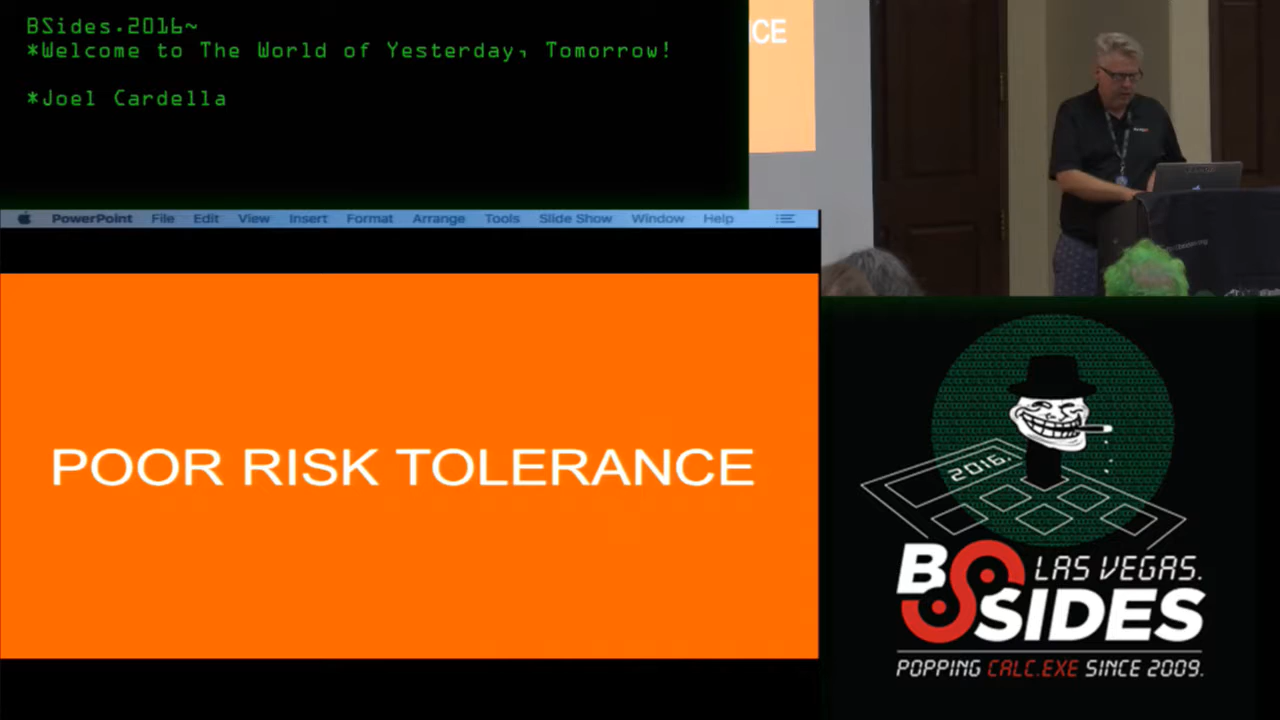 BSides.2016~
*Welcome to The World of Yesterday, Tomorrow!
*Joel Cardella
CE
PowerPoint File Edit View Insert Format Arrange Tools Slide Show Window Help
POOR RISK TOLERANCE
2016.
BSIDES
LAS VEGAS.
POPPING CALC.EXE SINCE 2009.